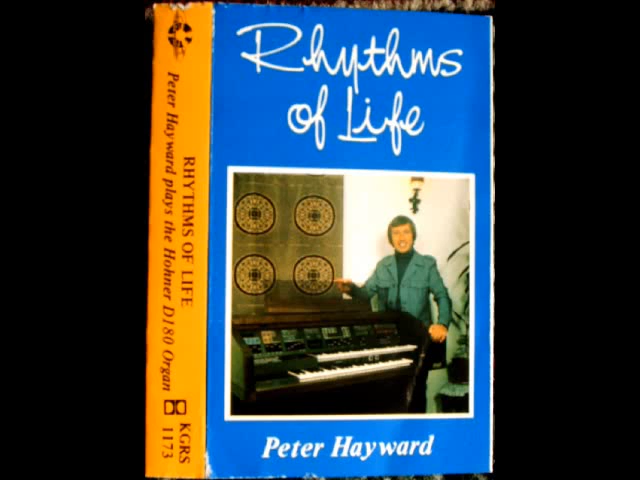 Rhythms
of Life
Peter Hayward
RHYTHMS OF LIFE
Peter Hayward plays the Hohner D180 Organ
KGRS
1173